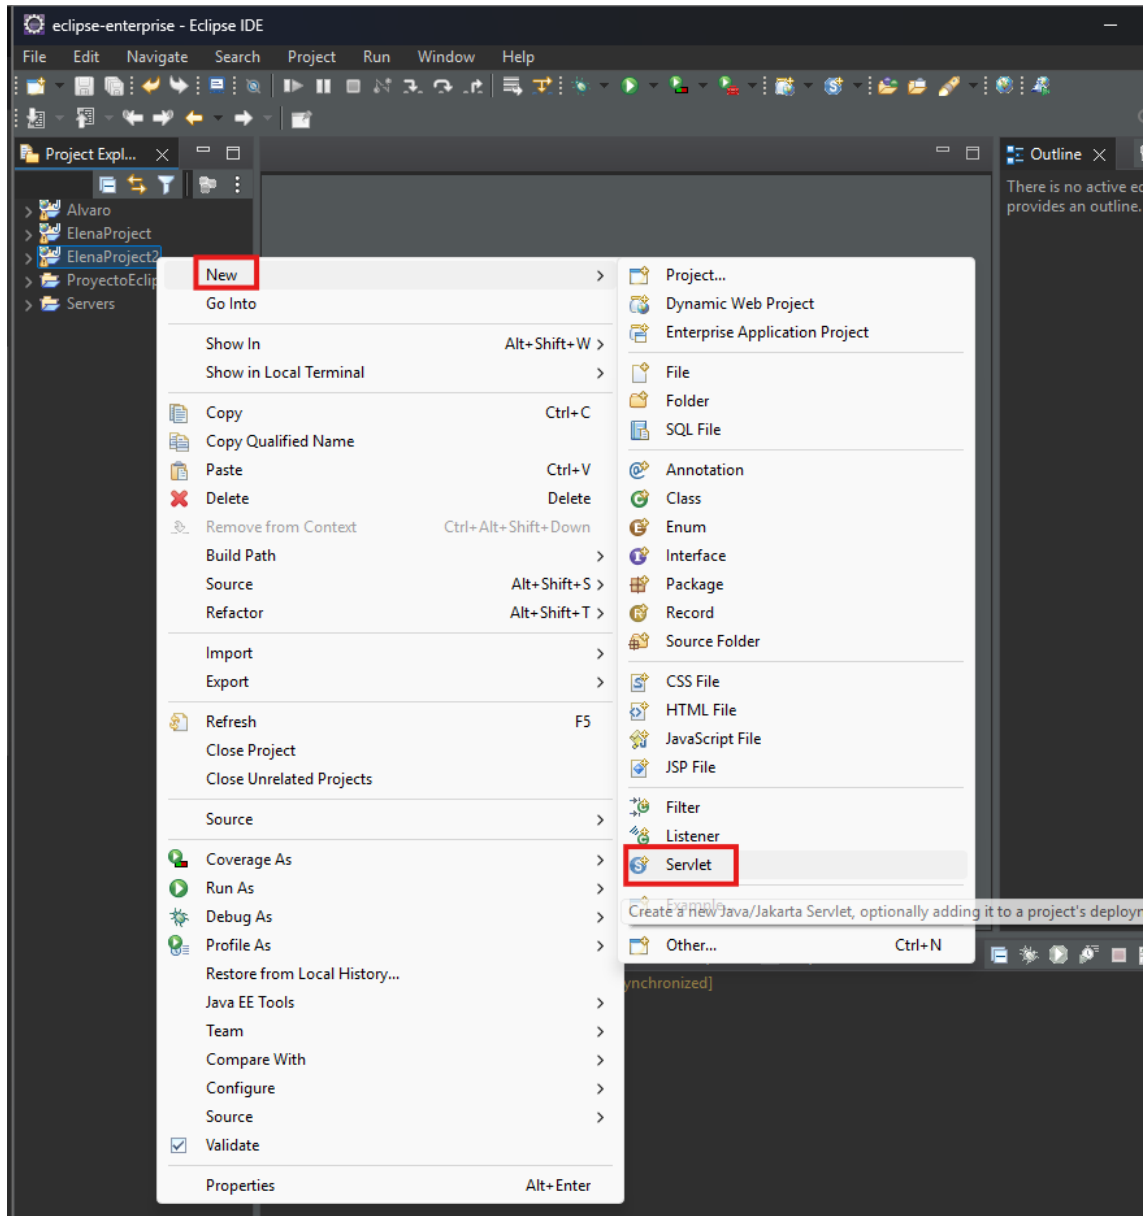 eclipse-enterprise - Eclipse IDE
File Edit Navigate Search Project Run Window Help
Project Expl...
Outline
There is no active
provides an outline.
Alvaro
ElenaProject
ElenaProject2
Servers
New
Go Into
Show In Alt+Shift+W
Show in Local Terminal
Copy Ctrl+C
Copy Qualified Name
Paste Ctrl+V
Delete Delete
Remove from Context Ctrl+Alt+Shift+Down
Build Path
Source Alt+Shift+S
Refactor Alt+Shift+T
Import
Export
Refresh F5
Close Project
Close Unrelated Projects
Source
Coverage As
Run As
Debug As
Profile As
Restore from Local History...
Java EE Tools
Team
Compare With
Configure
Source
Validate
Properties Alt+Enter
Project...
Dynamic Web Project
Enterprise Application Project
File
Folder
SQL File
Annotation
Class
Enum
Interface
Package
Record
Source Folder
CSS File
HTML File
JavaScript File
JSP File
Filter
Listener
Servlet
Example...
Create a new Java/Jakarta Servlet, optionally adding it to a project's
Other... Ctrl+N